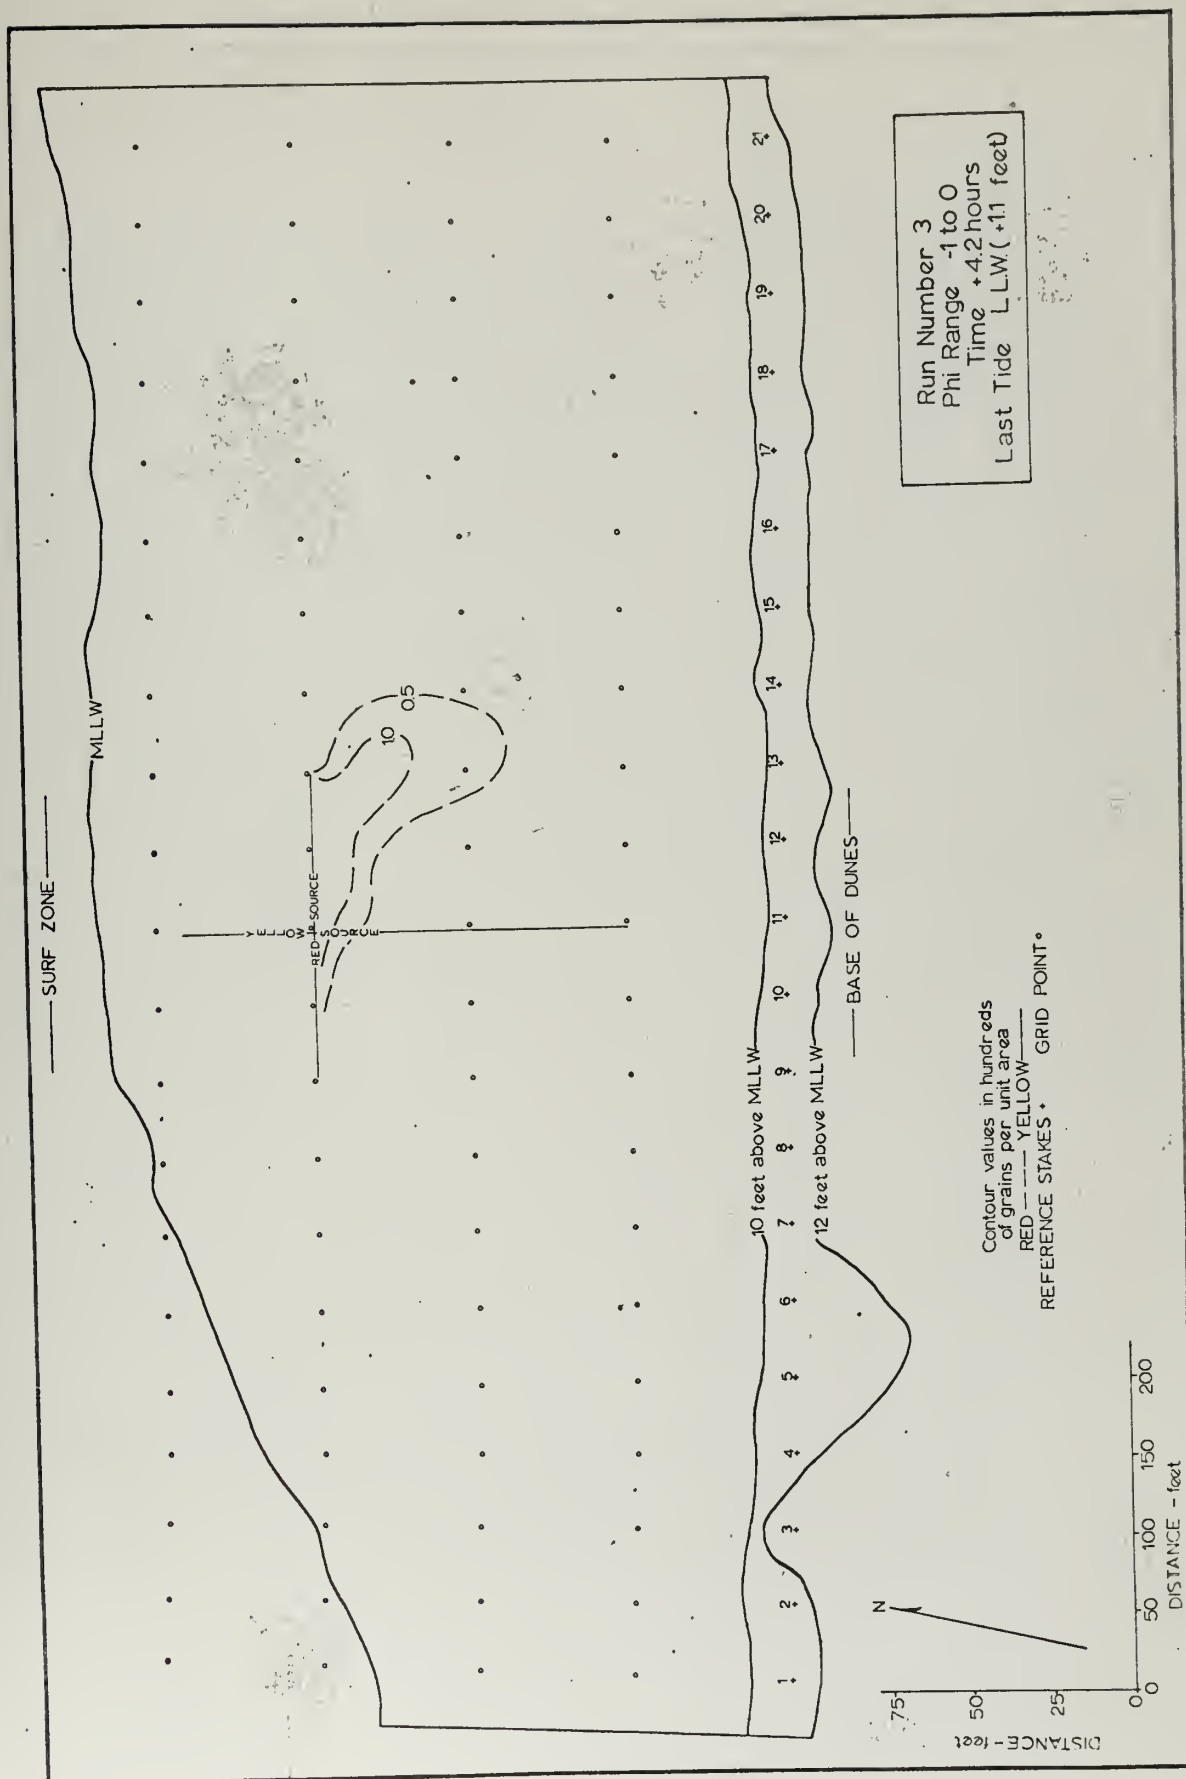 SURF ZONE
MLLW
YELLOW SOURCE
RED SOURCE
1.0
0.5
10 feet above MLLW
1 2 3 4 5 6 7 8 9 10 11 12 13 14 15 16 17 18 19 20 21
12 feet above MLLW
BASE OF DUNES
Run Number 3
Phi Range -1 to 0
Time +4.2 hours
Last Tide L.L.W. (+1.1 feet)
Contour values in hundreds
of grains per unit area
RED YELLOW
REFERENCE STAKES GRID POINT
N
DISTANCE - feet
75
50
25
0
0 50 100 150 200
DISTANCE - feet